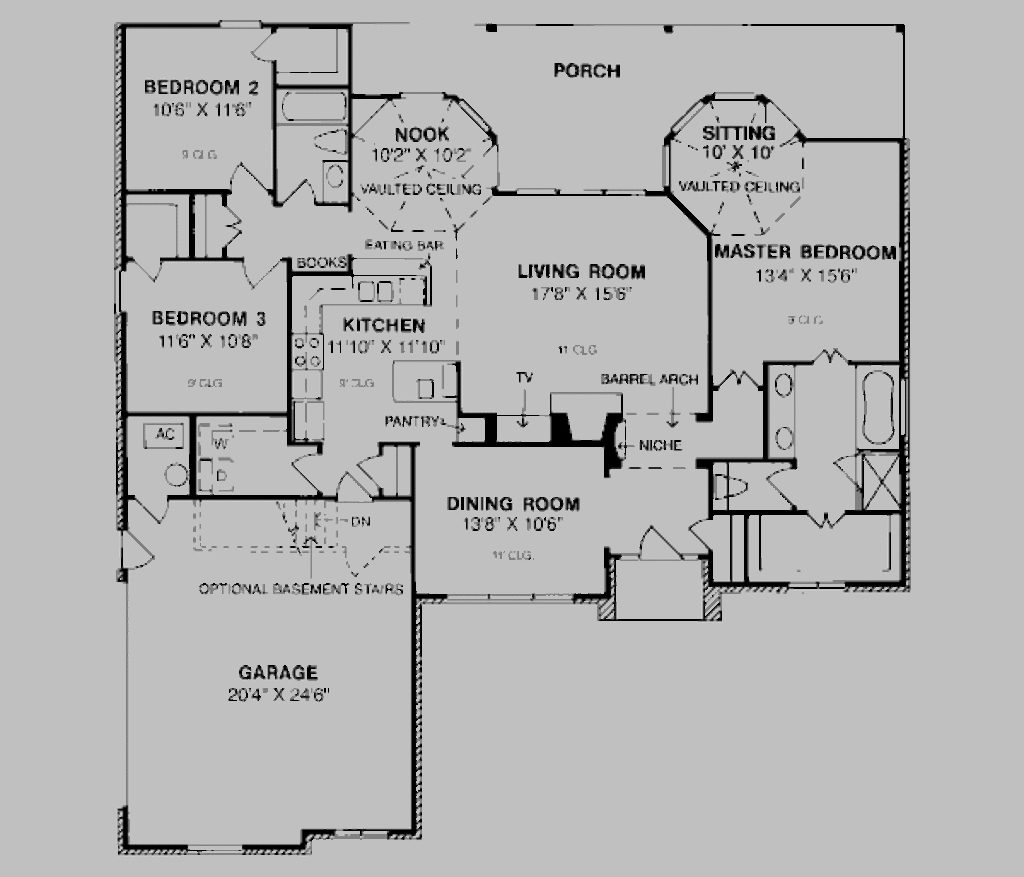 PORCH
BEDROOM 2
10'6" X 11'6"
9' CLG
NOOK
10'2" X 10'2"
VAULTED CEILING
SITTING
10' X 10'
VAULTED CEILING
EATING BAR
BOOKS
LIVING ROOM
17'8" X 15'6"
11' CLG
MASTER BEDROOM
13'4" X 15'6"
9' CLG
BEDROOM 3
11'6" X 10'8"
9' CLG
KITCHEN
11'10" X 11'10"
9' CLG
TV
BARREL ARCH
PANTRY
NICHE
AC
W
D
DINING ROOM
13'8" X 10'6"
11' CLG.
DN
OPTIONAL BASEMENT STAIRS
GARAGE
20'4" X 24'6"